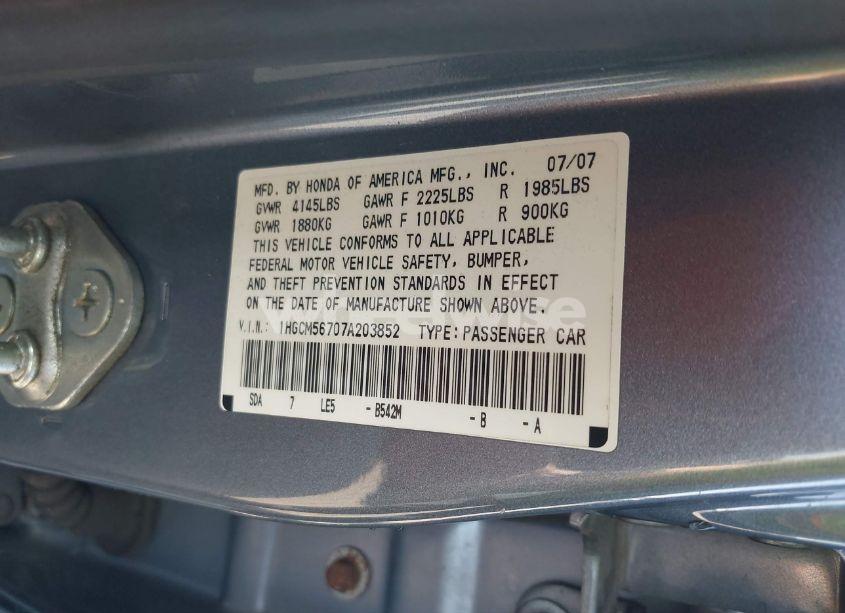 MFD. BY HONDA OF AMERICA MFG., INC. 07/07
GVWR 4145LBS GAWR F 2225LBS R 1985LBS
GVWR 1880KG GAWR F 1010KG R 900KG
THIS VEHICLE CONFORMS TO ALL APPLICABLE
FEDERAL MOTOR VEHICLE SAFETY, BUMPER,
AND THEFT PREVENTION STANDARDS IN EFFECT
ON THE DATE OF MANUFACTURE SHOWN ABOVE.
V.I.N.: 1HGCM56707A203852 TYPE:PASSENGER CAR
SDA 7 LE5 -B542M -B -A